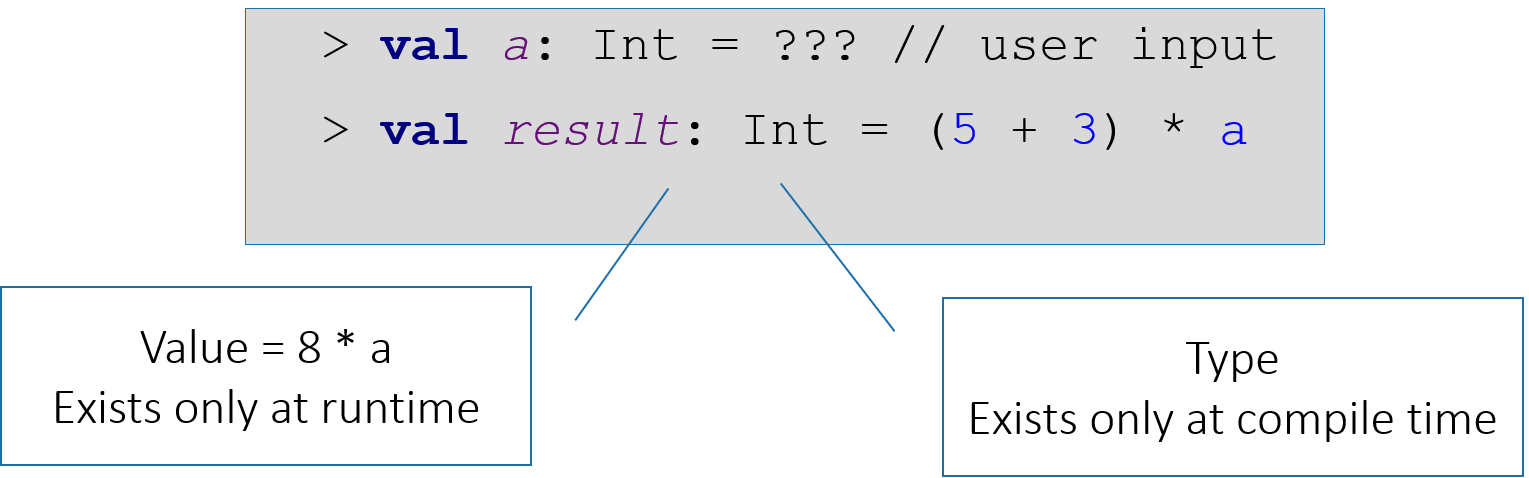 > val a: Int = ??? // user input
> val result: Int = (5 + 3) * a
Value = 8 * a
Exists only at runtime
Type
Exists only at compile time